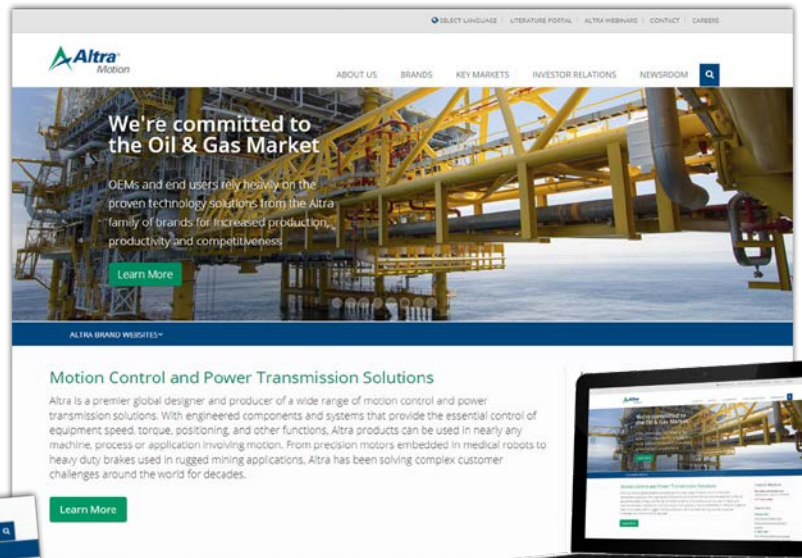 SELECT LANGUAGE | LITERATURE PORTAL | ALTRA WEBINARS | CONTACT | CAREERS
Altra
Motion
ABOUT US BRANDS KEY MARKETS INVESTOR RELATIONS NEWSROOM
We're committed to
the Oil & Gas Market
OEMs and end users rely heavily on the
proven technology solutions from the Altra
family of brands for increased production,
productivity and competitiveness
Learn More
ALTRA BRAND WEBSITES
Motion Control and Power Transmission Solutions
Altra is a premier global designer and producer of a wide range of motion control and power
transmission solutions. With engineered components and systems that provide the essential control of
equipment speed, torque, positioning, and other functions, Altra products can be used in nearly any
machine, process or application involving motion. From precision motors embedded in medical robots to
heavy duty brakes used in rugged mining applications, Altra has been solving complex customer
challenges around the world for decades.
Learn More
Altra
We're committed to
the Oil & Gas Market
Motion Control and Power Transmission Solutions